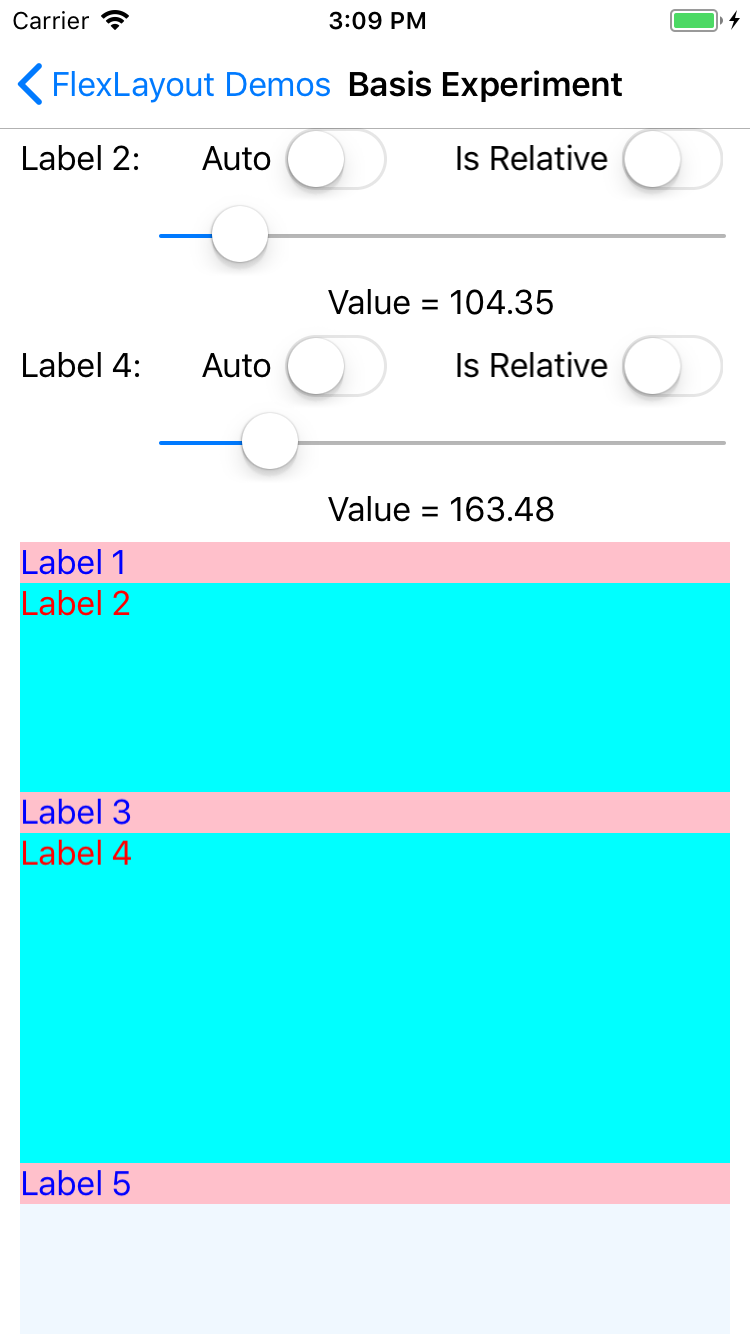 Carrier 3:09 PM
FlexLayout Demos Basis Experiment
Label 2: Auto Is Relative
Value = 104.35
Label 4: Auto Is Relative
Value = 163.48
Label 1
Label 2
Label 3
Label 4
Label 5